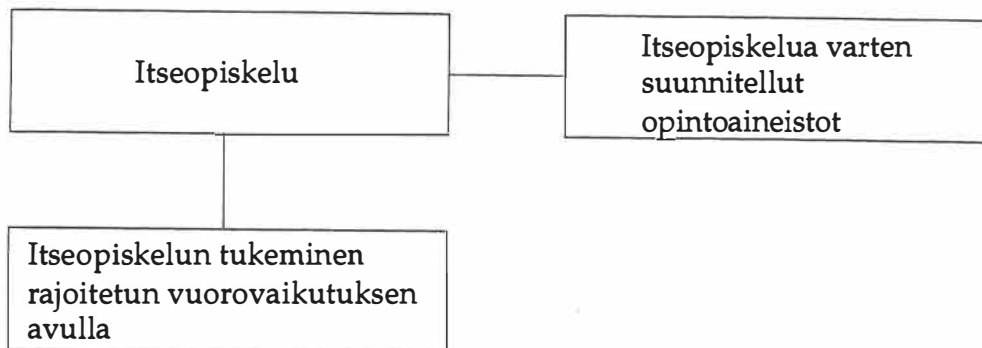 Itseopiskelu
Itseopiskelua varten
suunnitellut
opintoaineistot
Itseopiskelun tukeminen
rajoitetun vuorovaikutuksen
avulla